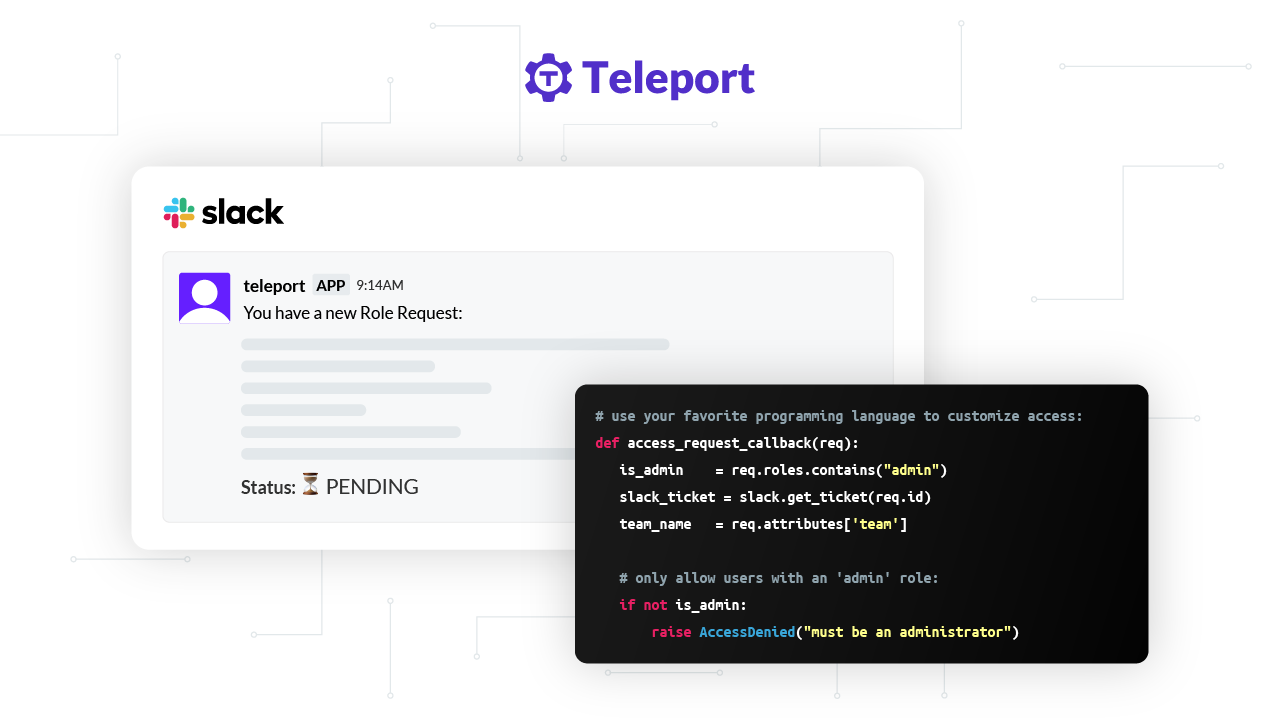 Teleport
slack
teleport APP 9:14AM
You have a new Role Request:
Status: ⏳ PENDING
# use your favorite programming language to customize access:
def access_request_callback(req):
   is_admin    = req.roles.contains("admin")
   slack_ticket = slack.get_ticket(req.id)
   team_name   = req.attributes['team']
   # only allow users with an 'admin' role:
   if not is_admin:
       raise AccessDenied("must be an administrator")